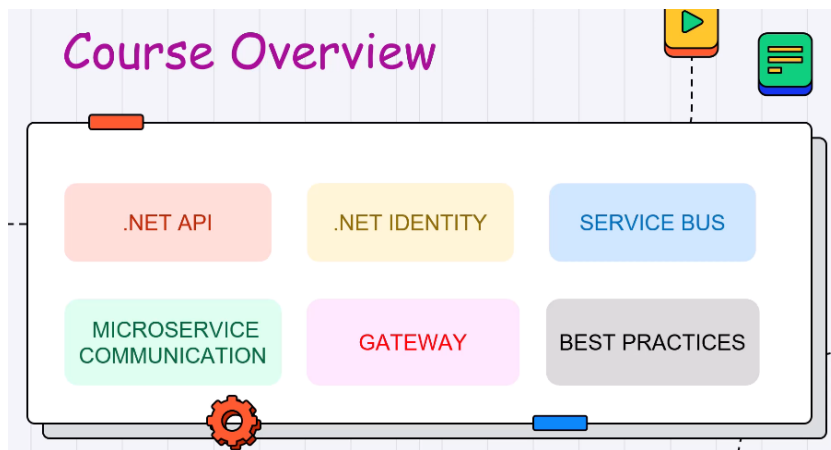 Course Overview
.NET API
.NET IDENTITY
SERVICE BUS
MICROSERVICE
COMMUNICATION
GATEWAY
BEST PRACTICES